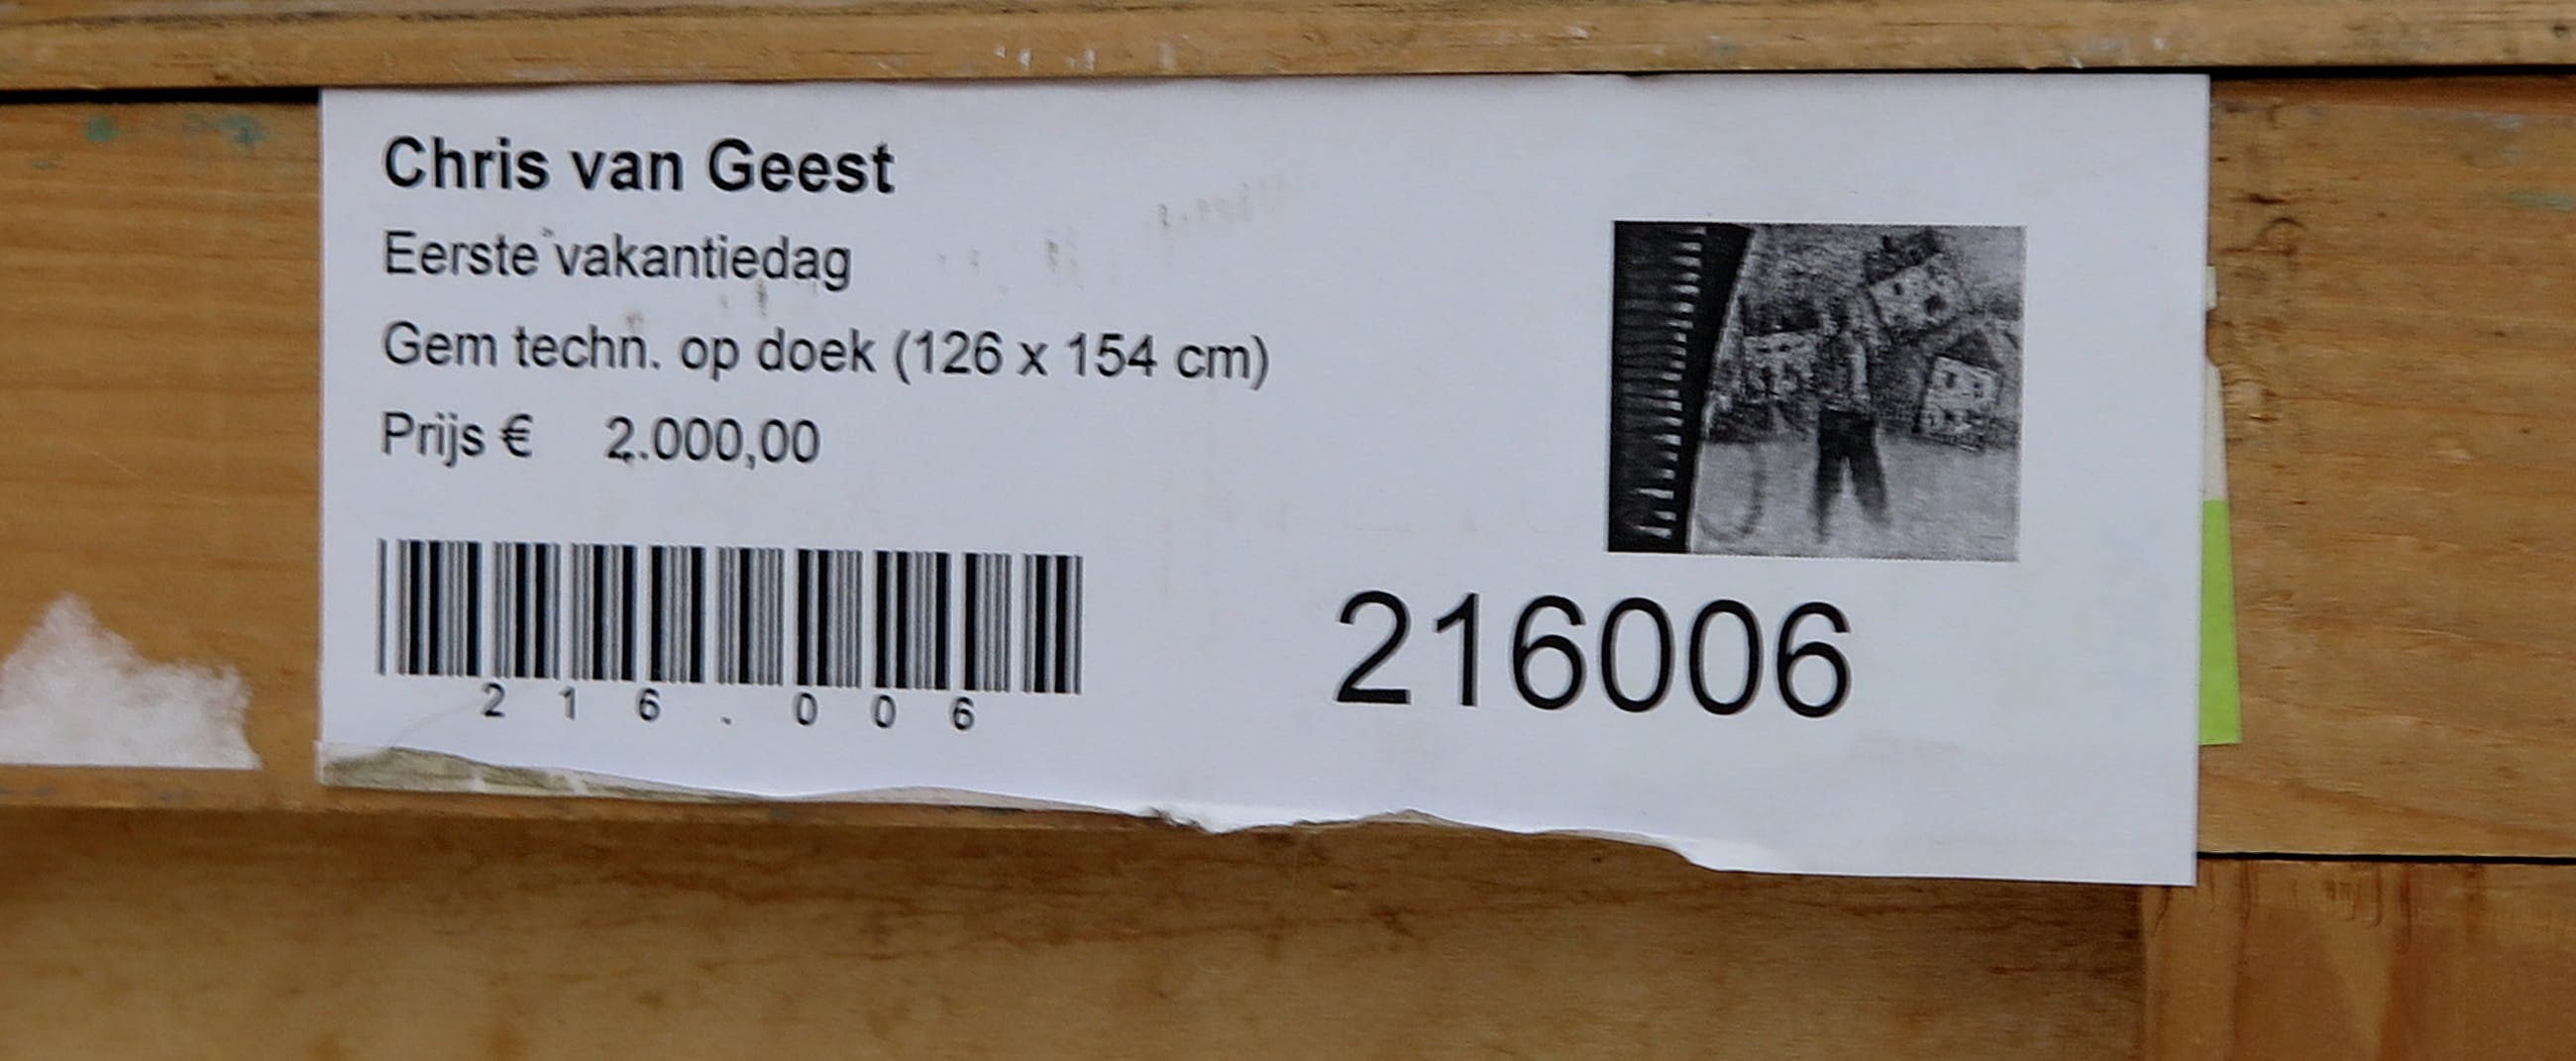 Chris van Geest
Eerste vakantiedag
Gem techn. op doek (126 x 154 cm)
Prijs € 2.000,00
216.006
216006